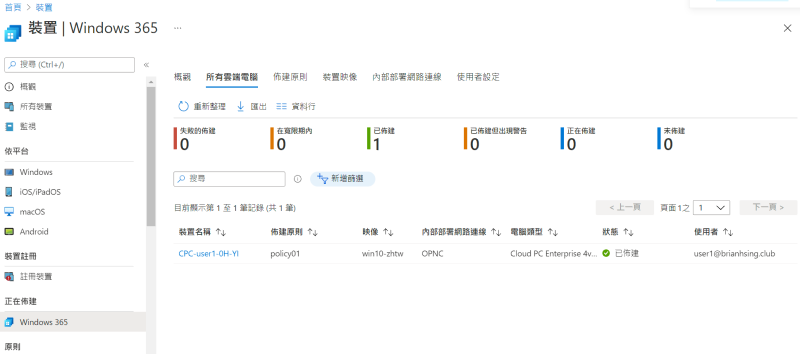 首頁 > 裝置
裝置 | Windows 365
搜尋 (Ctrl+/)
概觀
所有裝置
監視
依平台
Windows
iOS/iPadOS
macOS
Android
裝置註冊
註冊裝置
正在佈建
Windows 365
原則
概觀 所有雲端電腦 佈建原則 裝置映像 內部部署網路連線 使用者設定
重新整理 匯出 資料行
失敗的佈建 在寬限期內 已佈建 已佈建但出現警告 正在佈建 未佈建
0 0 1 0 0 0
搜尋 新增篩選
目前顯示第 1 至 1 筆記錄 (共 1 筆) < 上一頁 頁面 1 之 1 下一頁 >
裝置名稱 佈建原則 映像 內部部署網路連線 電腦類型 狀態 使用者
CPC-user1-0H-YI policy01 win10-zhtw OPNC Cloud PC Enterprise 4v... 已佈建 user1@brianhsing.club